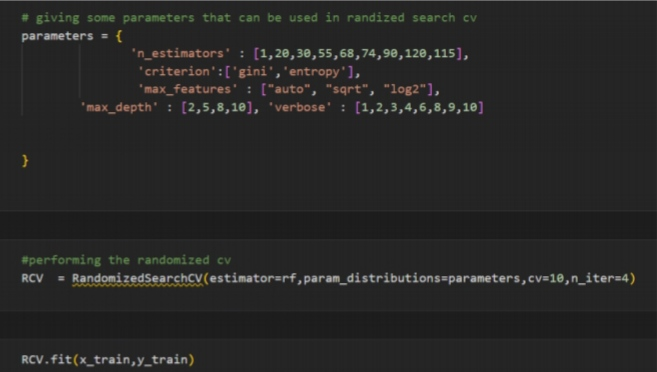 # giving some parameters that can be used in randized search cv
parameters = {
'n_estimators' : [1,20,30,55,68,74,90,120,115],
'criterion':['gini','entropy'],
'max_features' : ["auto", "sqrt", "log2"],
'max_depth' : [2,5,8,10], 'verbose' : [1,2,3,4,6,8,9,10]
}
#performing the randomized cv
RCV  = RandomizedSearchCV(estimator=rf,param_distributions=parameters,cv=10,n_iter=4)
RCV.fit(x_train,y_train)